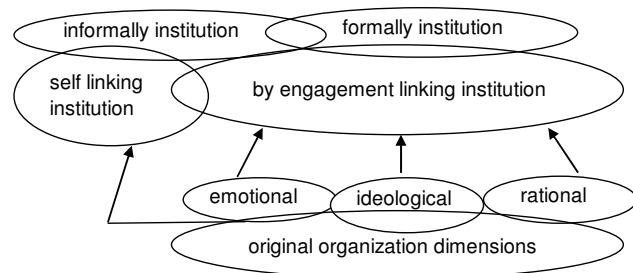 informally institution
formally institution
self linking
institution
by engagement linking institution
emotional
ideological
rational
original organization dimensions